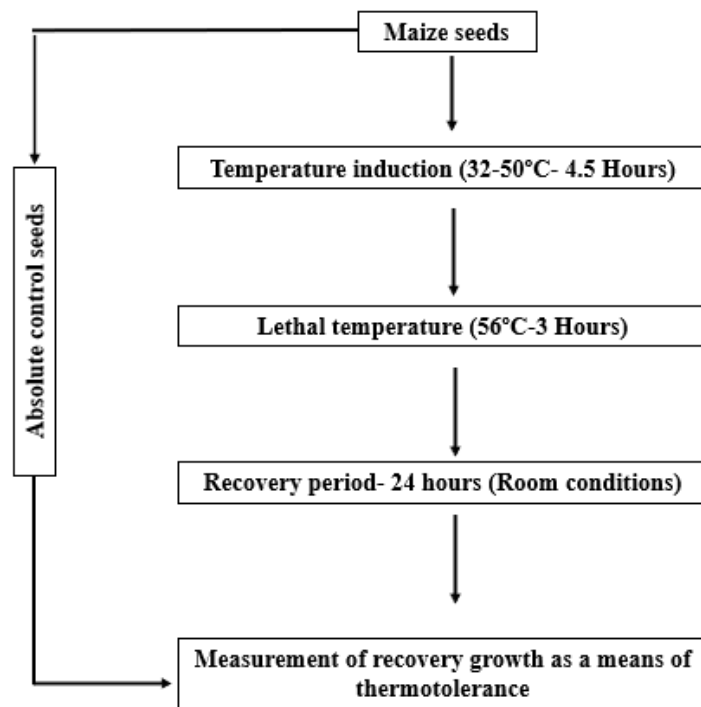 Maize seeds
Temperature induction (32-50°C- 4.5 Hours)
Absolute control seeds
Lethal temperature (56°C-3 Hours)
Recovery period- 24 hours (Room conditions)
Measurement of recovery growth as a means of
thermotolerance